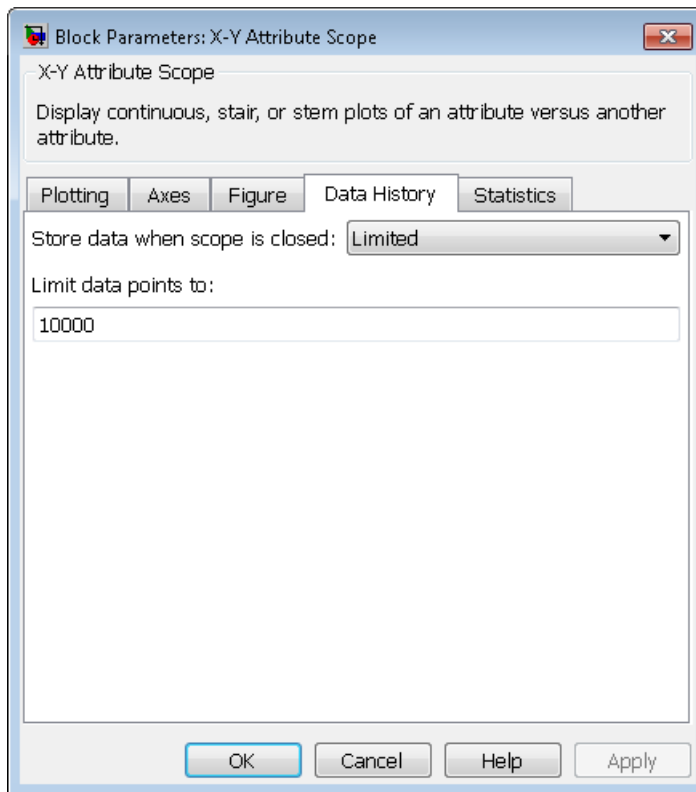 Block Parameters: X-Y Attribute Scope
X-Y Attribute Scope
Display continuous, stair, or stem plots of an attribute versus another
attribute.
Plotting Axes Figure Data History Statistics
Store data when scope is closed: Limited
Limit data points to:
10000
OK Cancel Help Apply